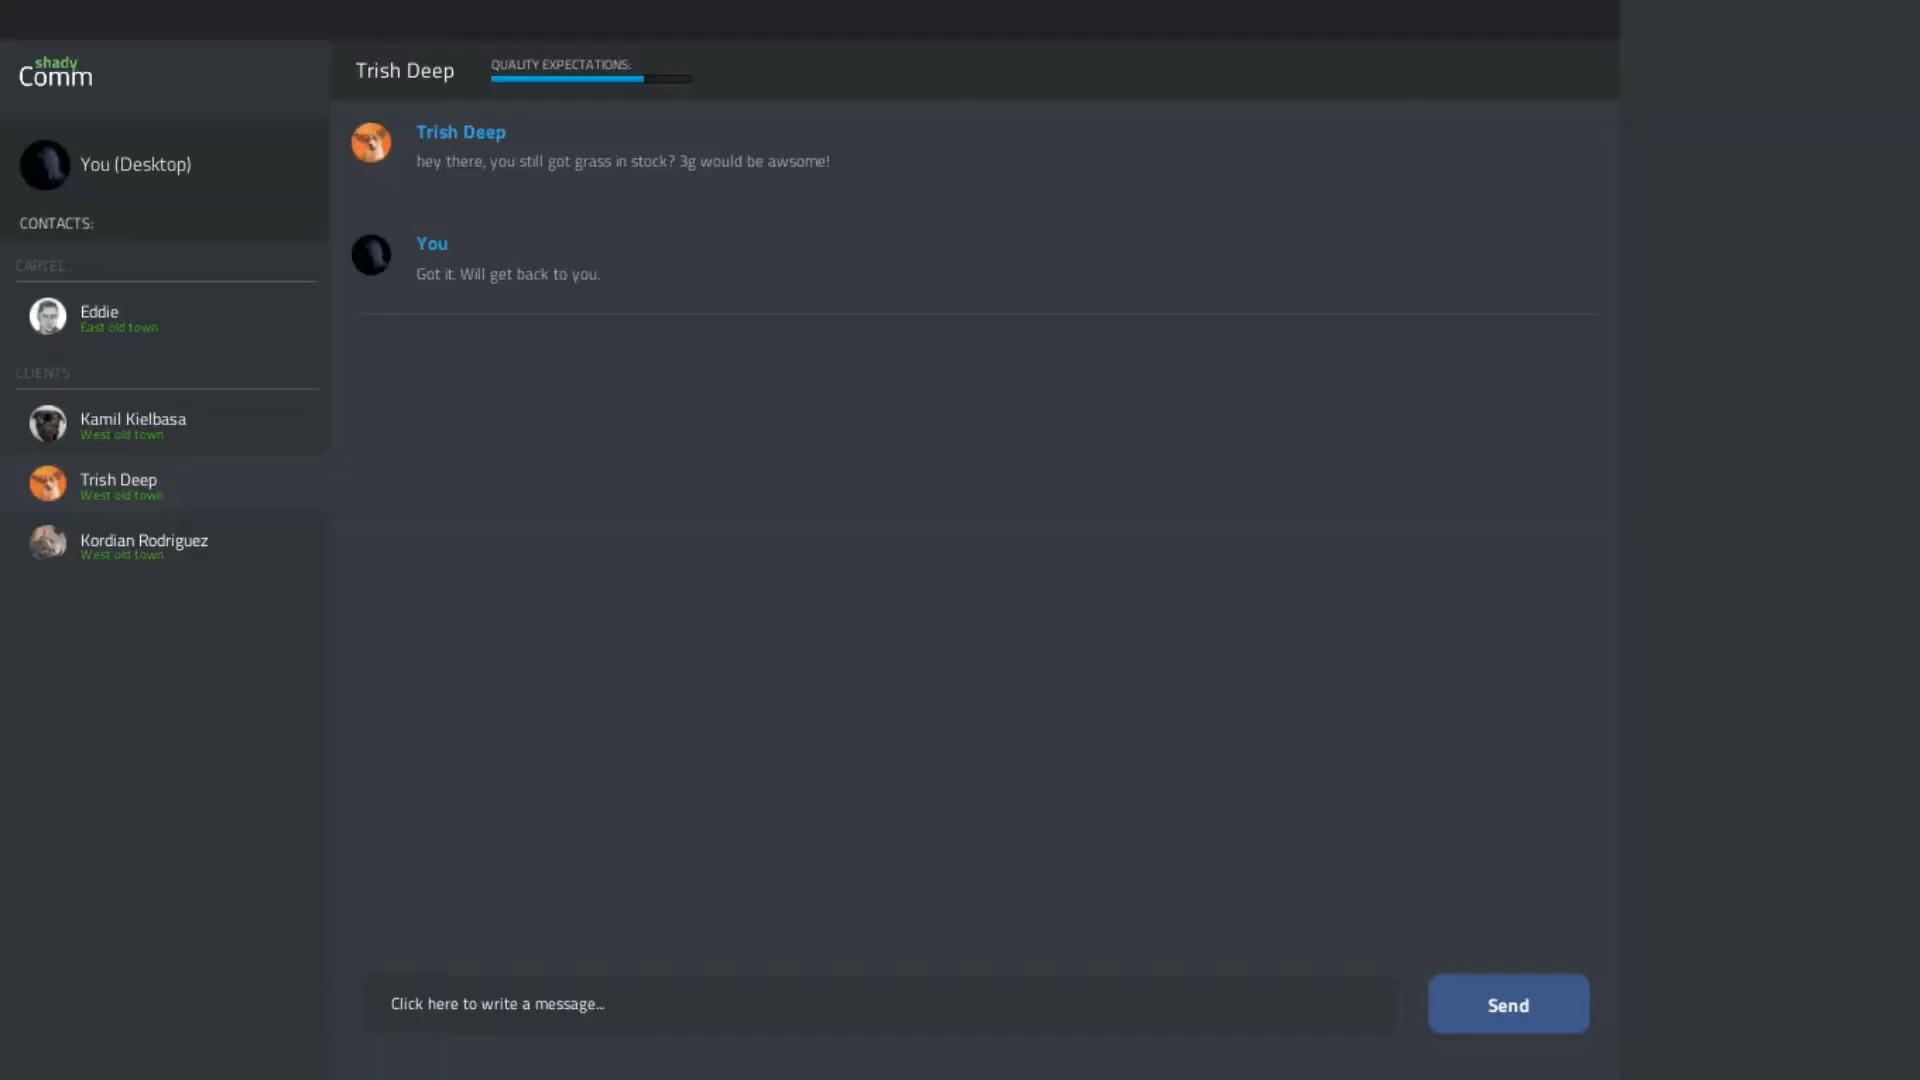 shady
Comm
You (Desktop)
CONTACTS:
CARTEL
Eddie
East old town
CLIENTS
Kamil Kielbasa
West old town
Trish Deep
West old town
Kordian Rodriguez
West old town
Trish Deep
QUALITY EXPECTATIONS:
Trish Deep
hey there, you still got grass in stock? 3g would be awsome!
You
Got it. Will get back to you.
Click here to write a message...
Send